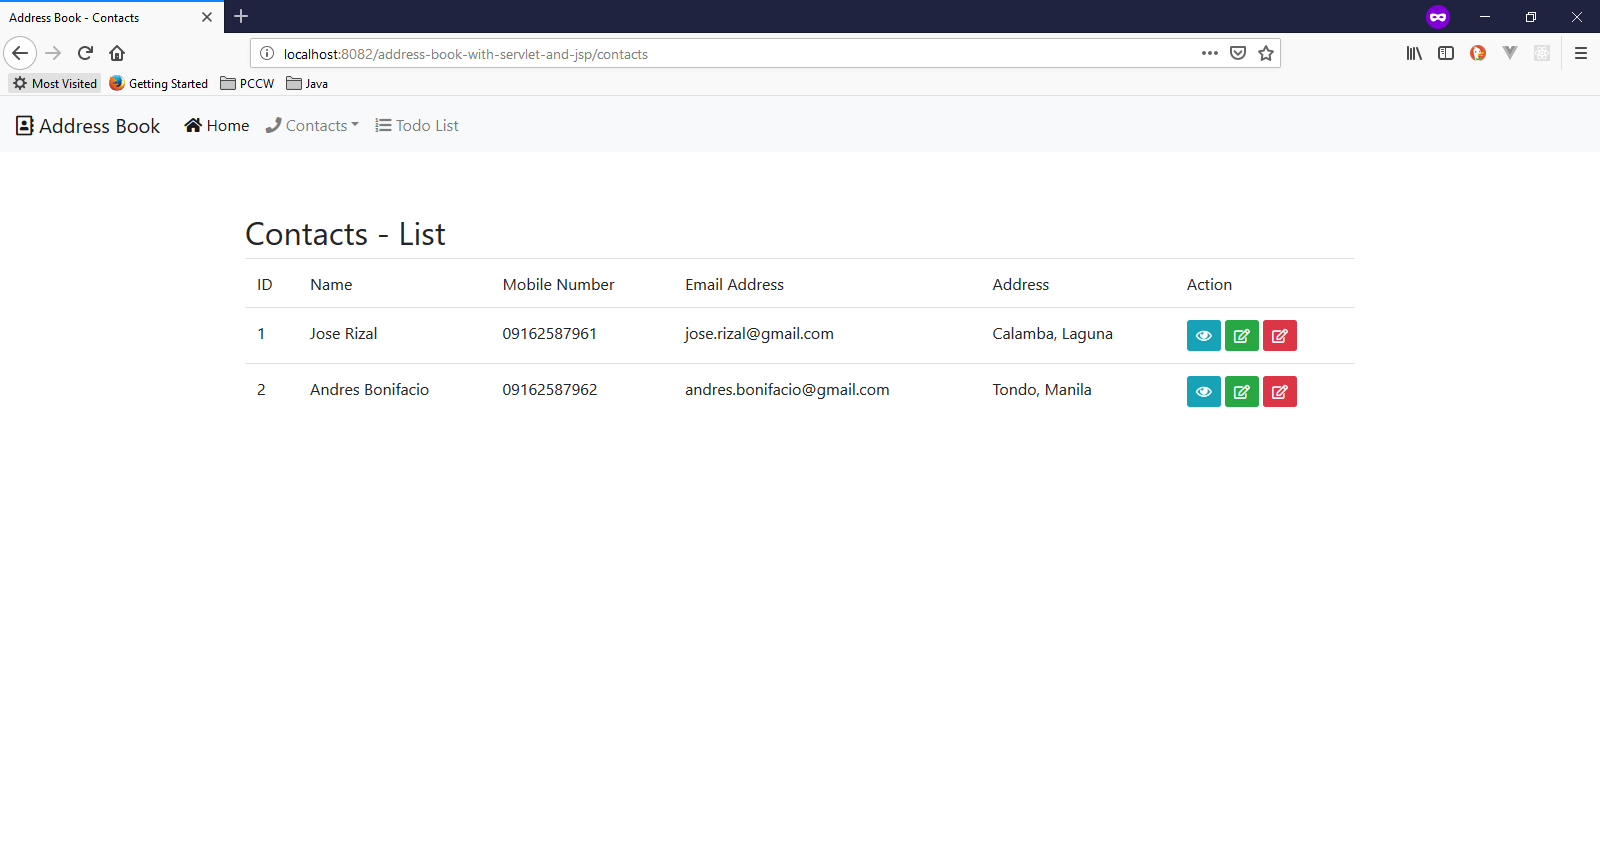 Address Book - Contacts
localhost:8082/address-book-with-servlet-and-jsp/contacts
Most Visited Getting Started PCCW Java
Address Book Home Contacts Todo List
Contacts - List
ID Name Mobile Number Email Address Address Action
1 Jose Rizal 09162587961 jose.rizal@gmail.com Calamba, Laguna
2 Andres Bonifacio 09162587962 andres.bonifacio@gmail.com Tondo, Manila